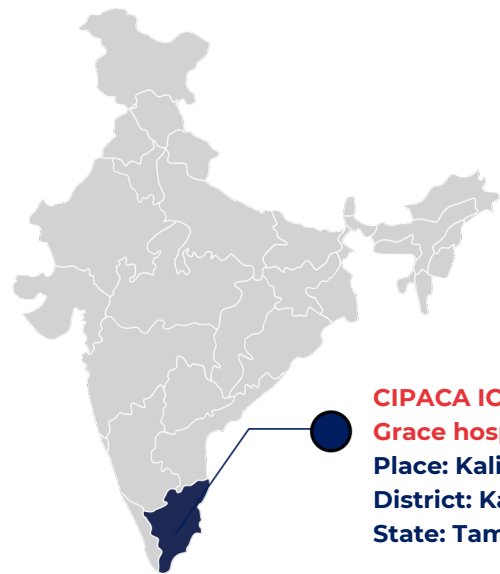 CIPACA IC
Grace hosp
Place: Kali
District: Ka
State: Tam